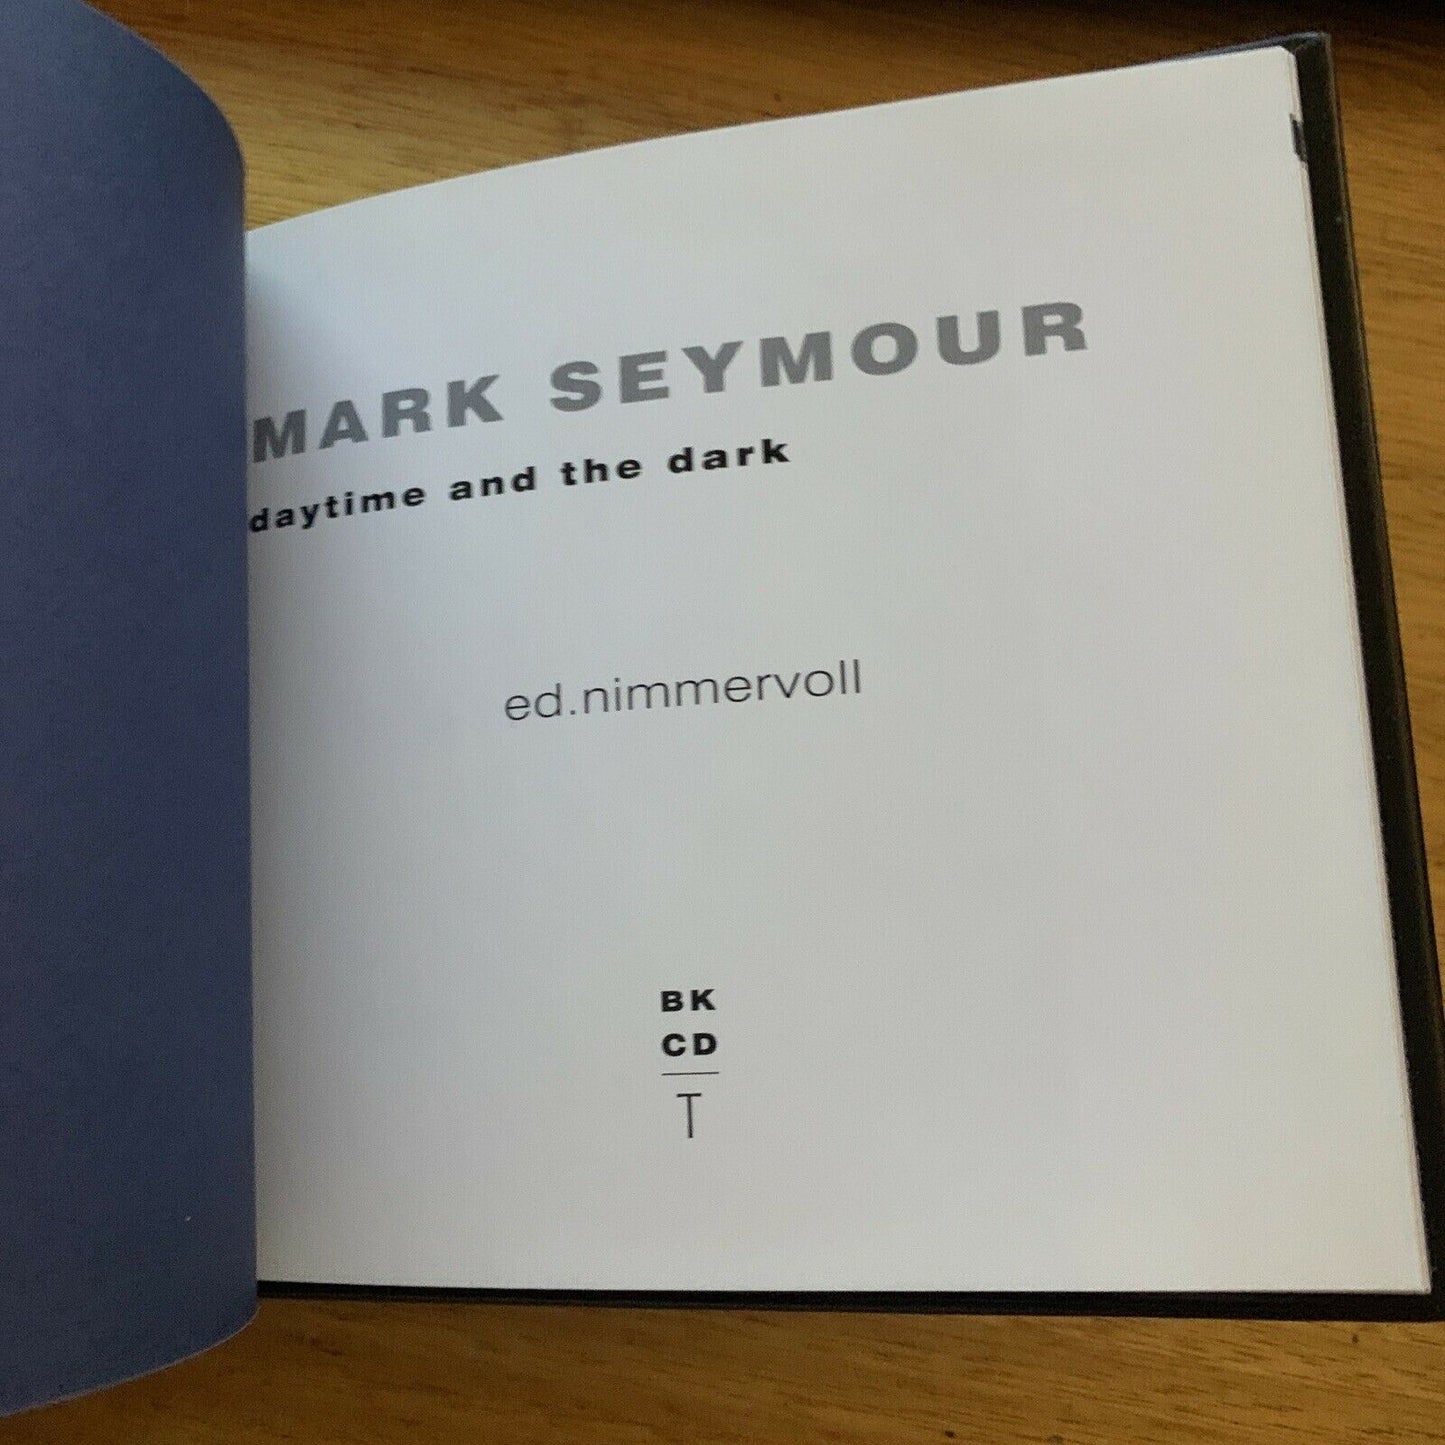 MARK SEYMOUR
daytime and the dark
ed.nimmervoll
BK
CD
T